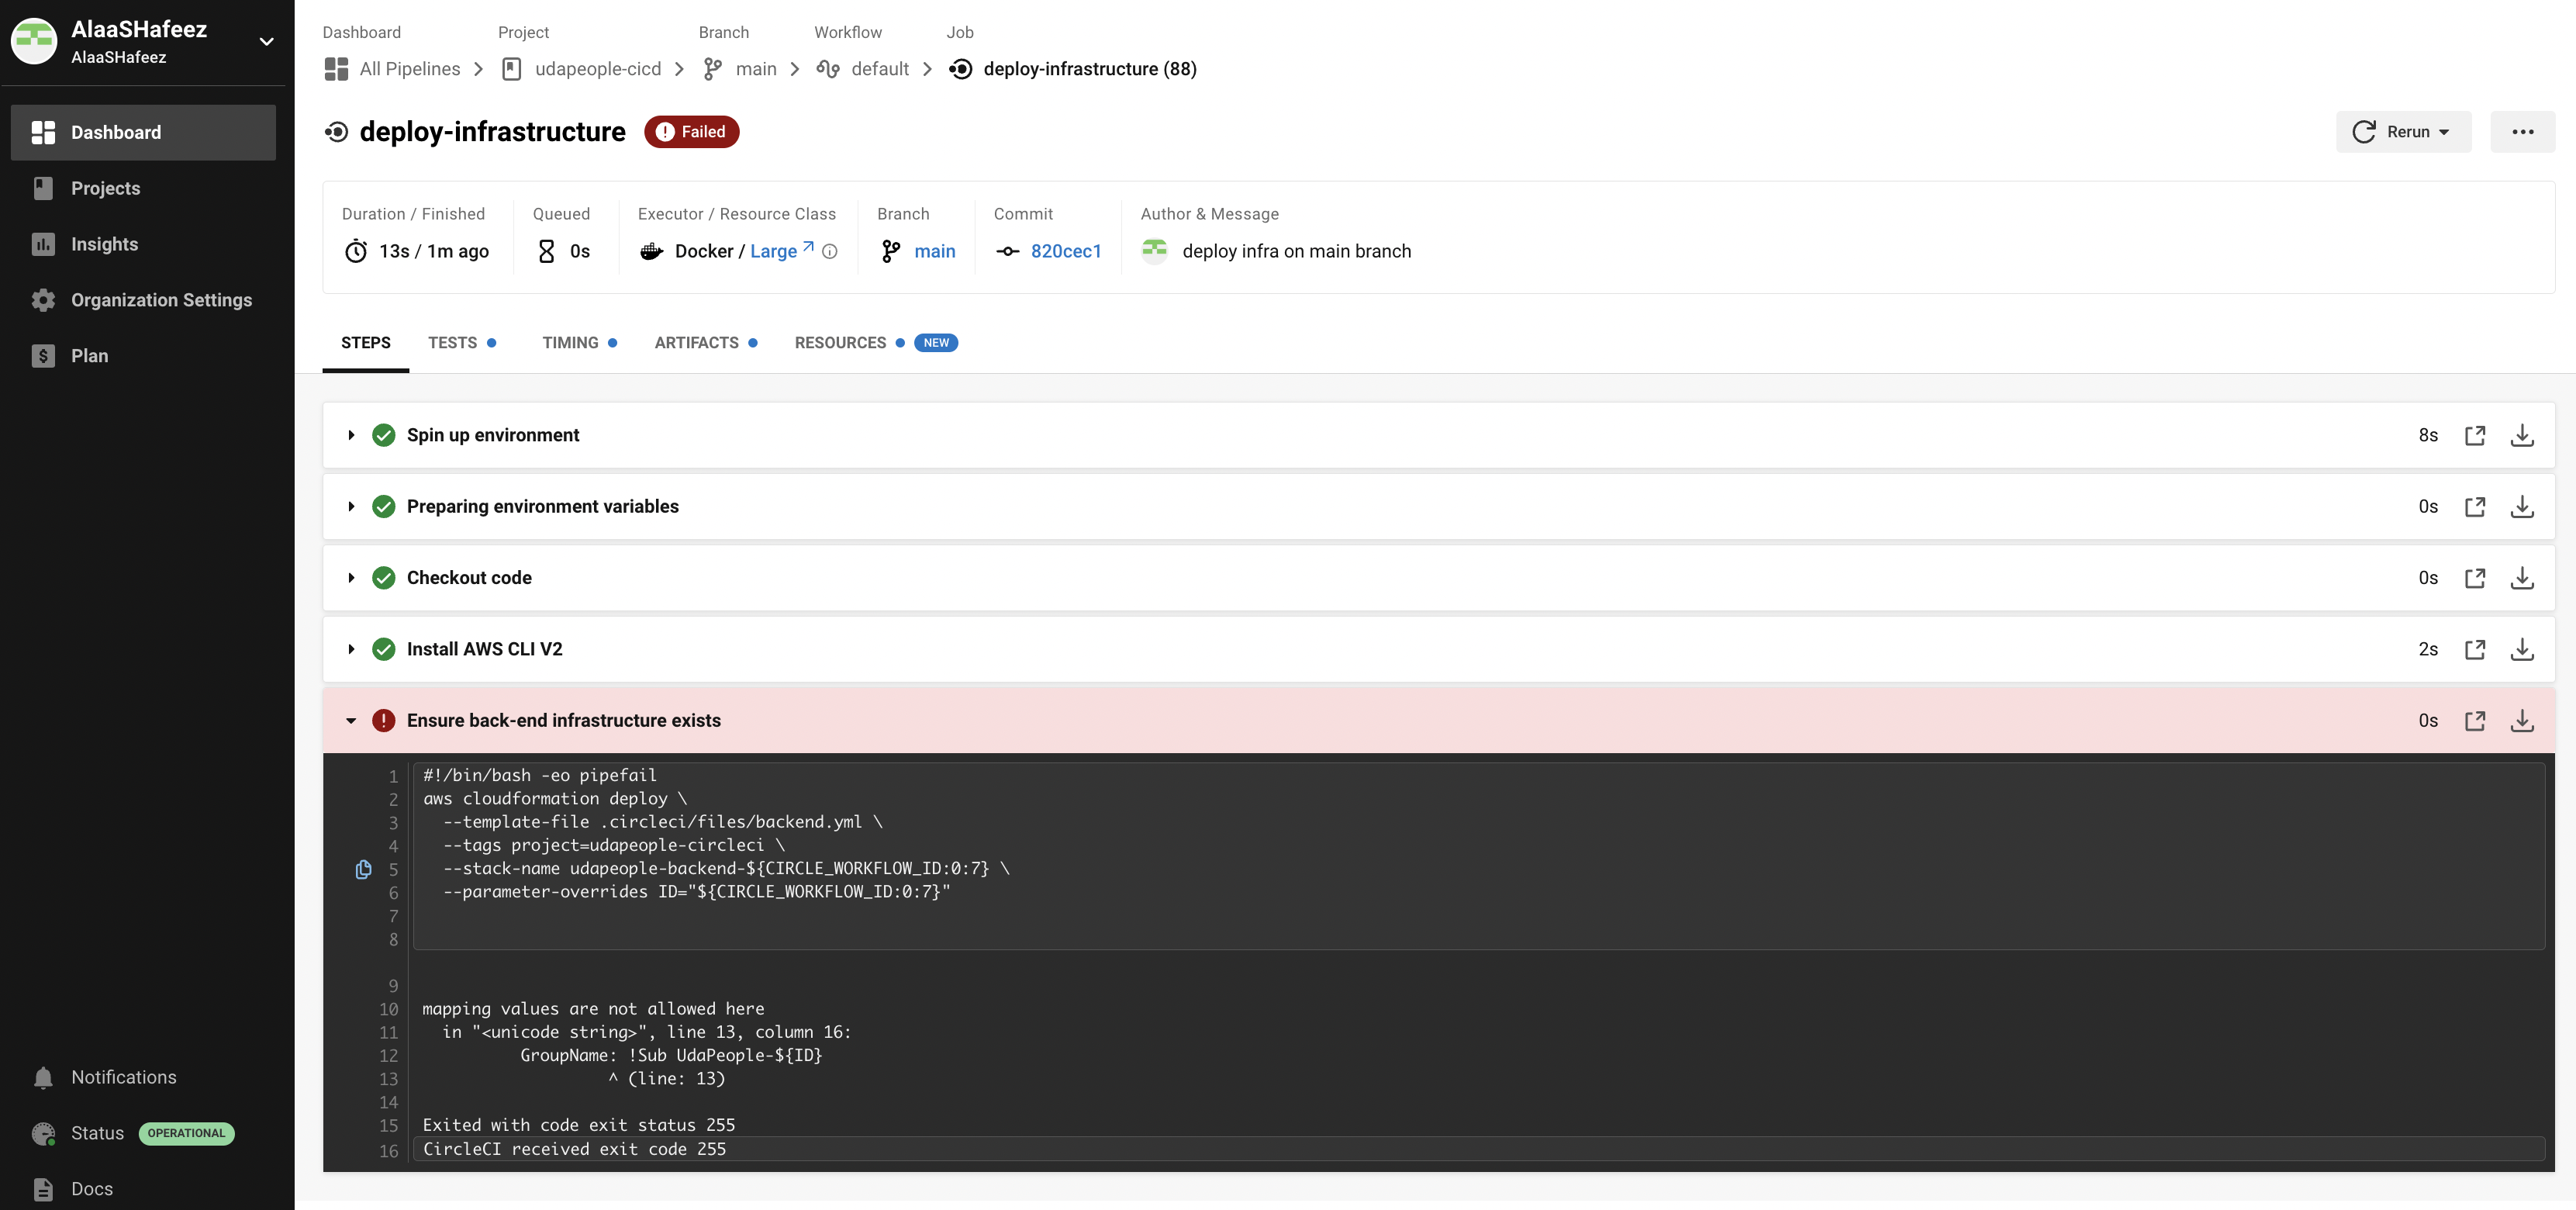 AlaaSHafeez
AlaaSHafeez
Dashboard
Projects
Insights
Organization Settings
Plan
Notifications
Status OPERATIONAL
Docs
Dashboard Project Branch Workflow Job
All Pipelines udapeople-cicd main default deploy-infrastructure (88)
deploy-infrastructure Failed
Rerun
Duration / Finished Queued Executor / Resource Class Branch Commit Author & Message
13s / 1m ago 0s Docker / Large main 820cec1 deploy infra on main branch
STEPS TESTS TIMING ARTIFACTS RESOURCES NEW
Spin up environment 8s
Preparing environment variables 0s
Checkout code 0s
Install AWS CLI V2 2s
Ensure back-end infrastructure exists 0s
1 #!/bin/bash -eo pipefail
2 aws cloudformation deploy \
3 --template-file .circleci/files/backend.yml \
4 --tags project=udapeople-circleci \
5 --stack-name udapeople-backend-${CIRCLE_WORKFLOW_ID:0:7} \
6 --parameter-overrides ID="${CIRCLE_WORKFLOW_ID:0:7}"
7
8
9
10 mapping values are not allowed here
11 in "<unicode string>", line 13, column 16:
12 GroupName: !Sub UdaPeople-${ID}
13 ^ (line: 13)
14
15 Exited with code exit status 255
16 CircleCI received exit code 255